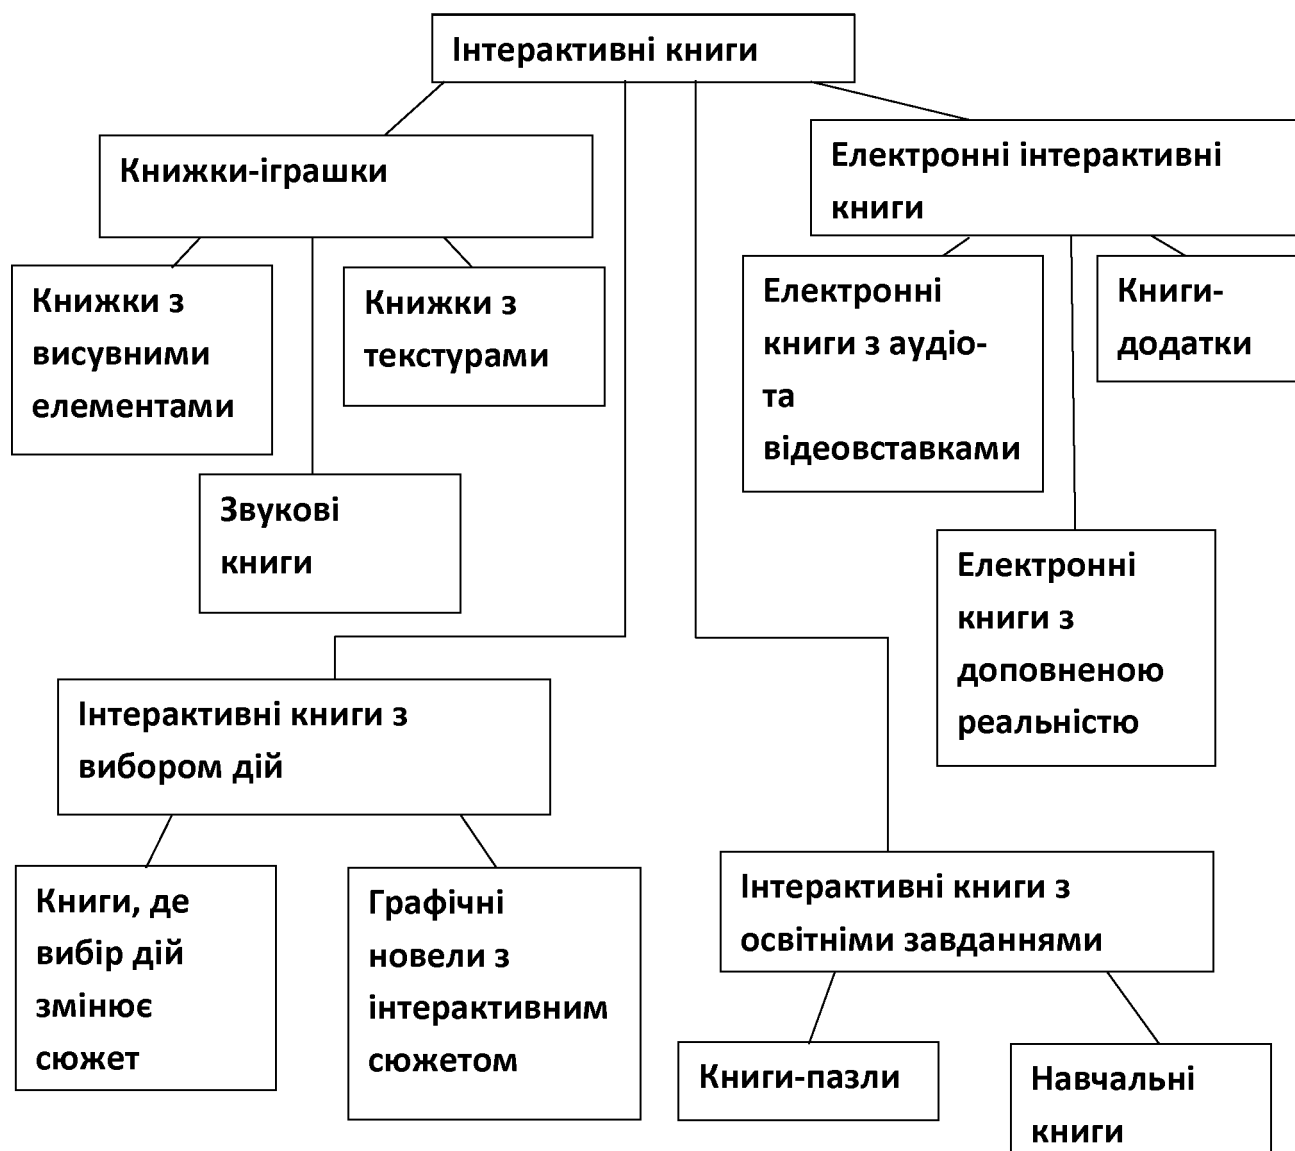 Інтерактивні книги
Книжки-іграшки
Електронні інтерактивні
книги
Книжки з
висувними
елементами
Книжки з
текстурами
Звукові
книги
Електронні
книги з аудіо-
та
відеовставками
Книги-
додатки
Електронні
книги з
доповненою
реальністю
Інтерактивні книги з
вибором дій
Книги, де
вибір дій
змінює
сюжет
Графічні
новели з
інтерактивним
сюжетом
Інтерактивні книги з
освітніми завданнями
Книги-пазли
Навчальні
книги